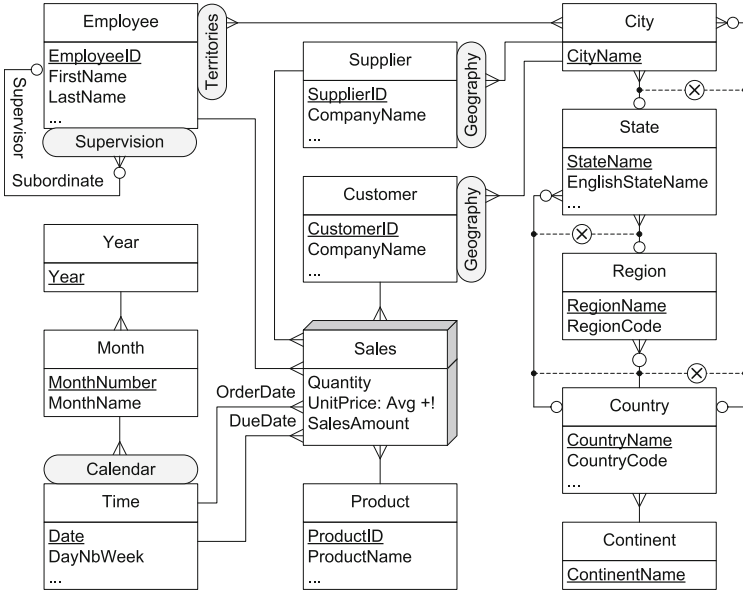 Employee
EmployeeID
FirstName
LastName
...
Supervision
Supervisor
Subordinate
Territories
Supplier
SupplierID
CompanyName
...
Geography
Customer
CustomerID
CompanyName
...
Geography
City
CityName
State
StateName
EnglishStateName
...
Region
RegionName
RegionCode
Country
CountryName
CountryCode
...
Continent
ContinentName
Year
Year
Month
MonthNumber
MonthName
Calendar
Time
Date
DayNbWeek
...
OrderDate
DueDate
Sales
Quantity
UnitPrice: Avg +!
SalesAmount
Product
ProductID
ProductName
...